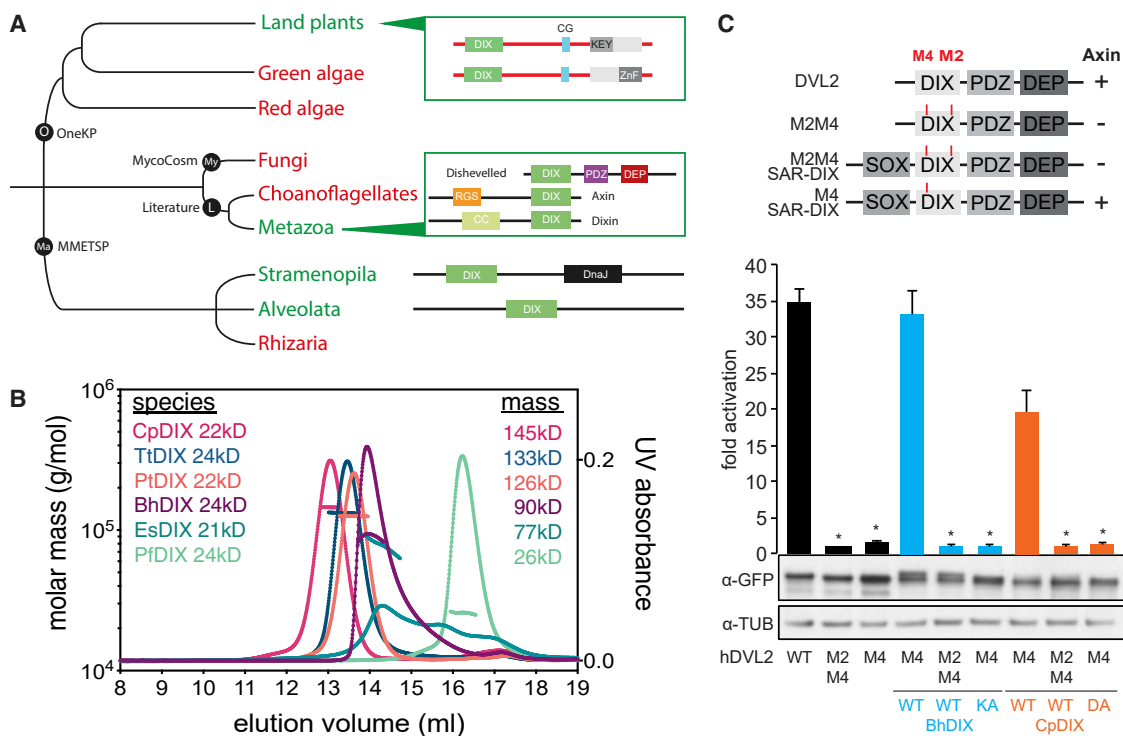 A
Land plants
Green algae
Red algae
O OneKP
MycoCosm My
Fungi
Choanoflagellates
Literature L
Metazoa
Ma MMETSP
Stramenopila
Alveolata
Rhizaria
CG
DIX KEY
DIX ZnF
Dishevelled DIX PDZ DEP
RGS DIX Axin
CC DIX Dixin
DIX DnaJ
DIX
B
molar mass (g/mol)
10^6
10^5
10^4
species mass
CpDIX 22kD 145kD
TtDIX 24kD 133kD
PtDIX 22kD 126kD
BhDIX 24kD 90kD
EsDIX 21kD 77kD
PfDIX 24kD 26kD
0.2
0.0
UV absorbance
8 9 10 11 12 13 14 15 16 17 18 19
elution volume (ml)
C
M4 M2 Axin
DVL2 DIX PDZ DEP +
M2M4 DIX PDZ DEP -
M2M4
SAR-DIX SOX DIX PDZ DEP -
M4
SAR-DIX SOX DIX PDZ DEP +
fold activation
40
35
30
25
20
15
10
5
0
* * * * * *
α-GFP
α-TUB
hDVL2 WT M2 M4 M4 M2 M4 M4 M2 M4
M4 M4 M4
WT WT KA WT WT DA
BhDIX CpDIX